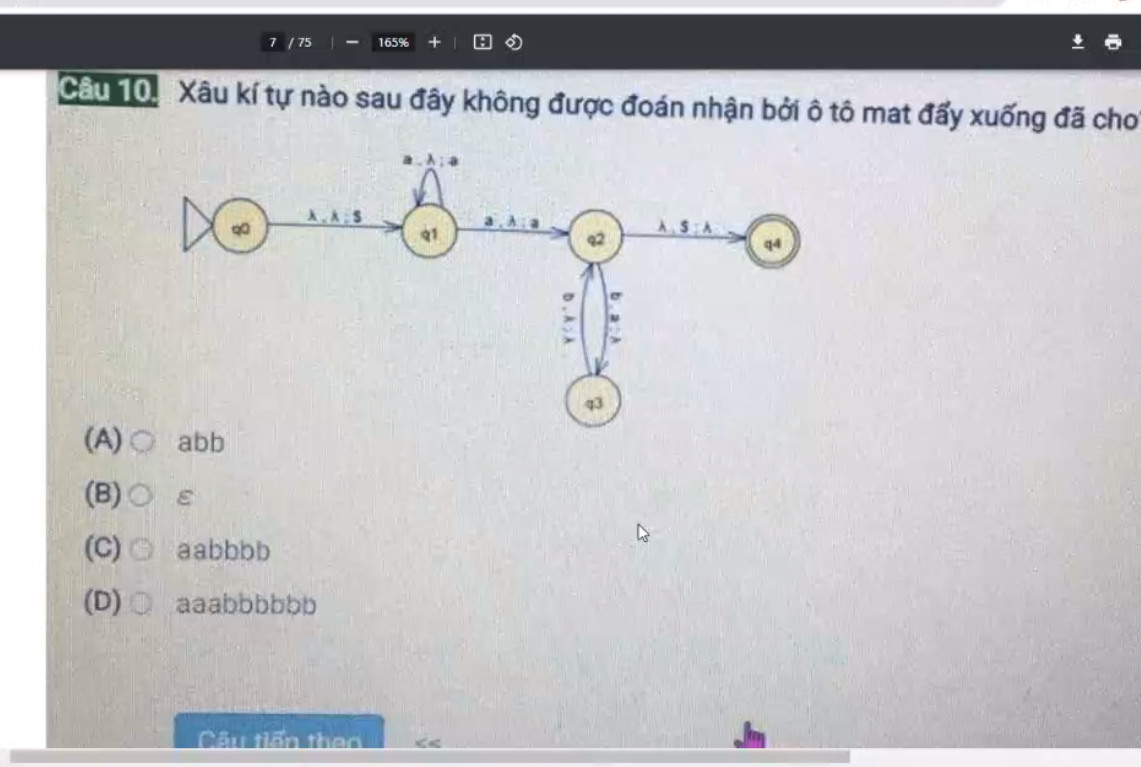 7 / 75 | − 165% + |
Câu 10. Xâu kí tự nào sau đây không được đoán nhận bởi ô tô mat đẩy xuống đã cho
a , λ ; a
q0
λ , λ ; $
q1
a , λ ; a
q2
λ , $ ; λ
q4
b , λ ; λ
b , a ; λ
q3
(A) abb
(B) ε
(C) aabbbb
(D) aaabbbbbb
Câu tiếp theo <<